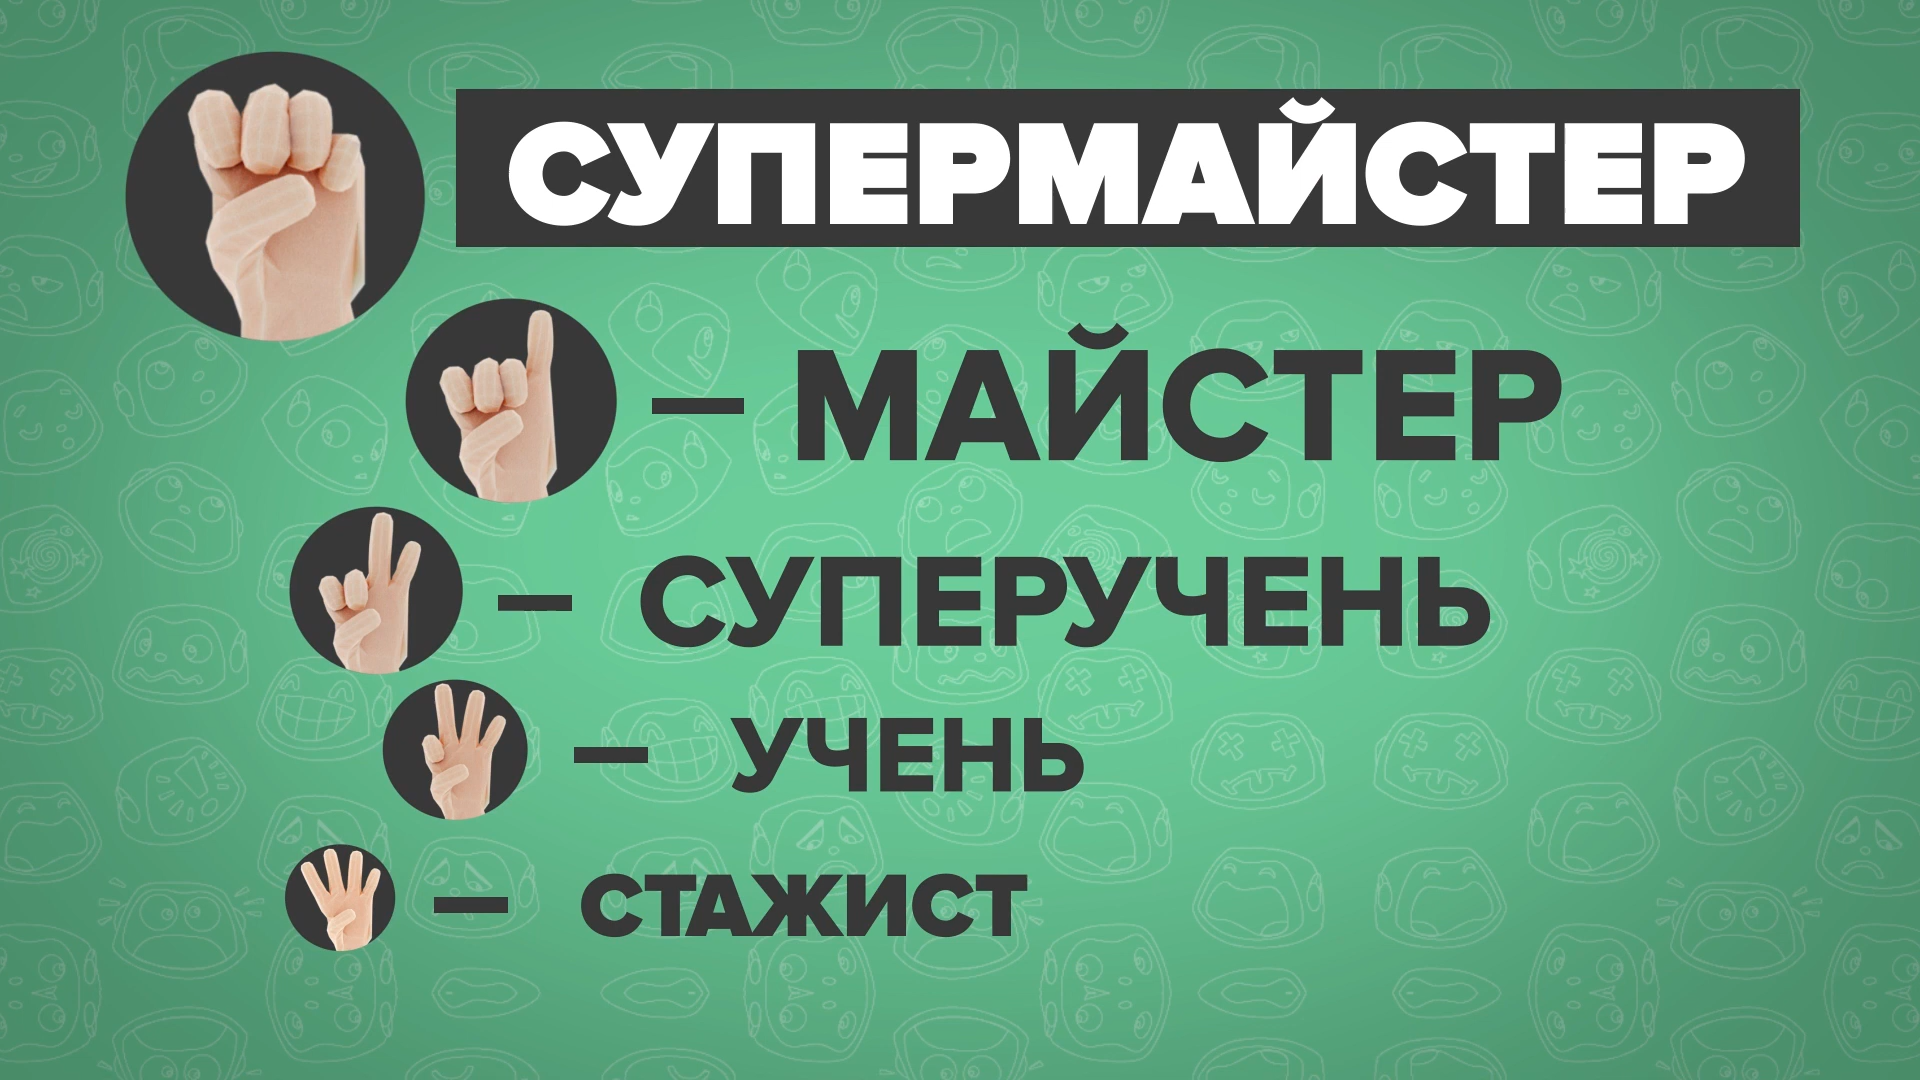 СУПЕРМАЙСТЕР
— МАЙСТЕР
— СУПЕРУЧЕНЬ
— УЧЕНЬ
— СТАЖИСТ